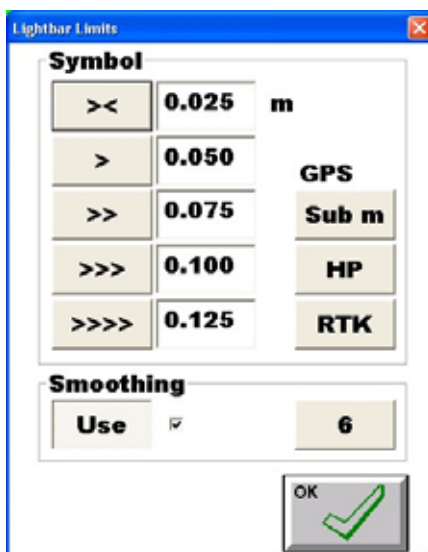 Lightbar Limits
Symbol
>< 0.025 m
> 0.050
GPS
>> 0.075 Sub m
>>> 0.100 HP
>>>> 0.125 RTK
Smoothing
Use 6
OK